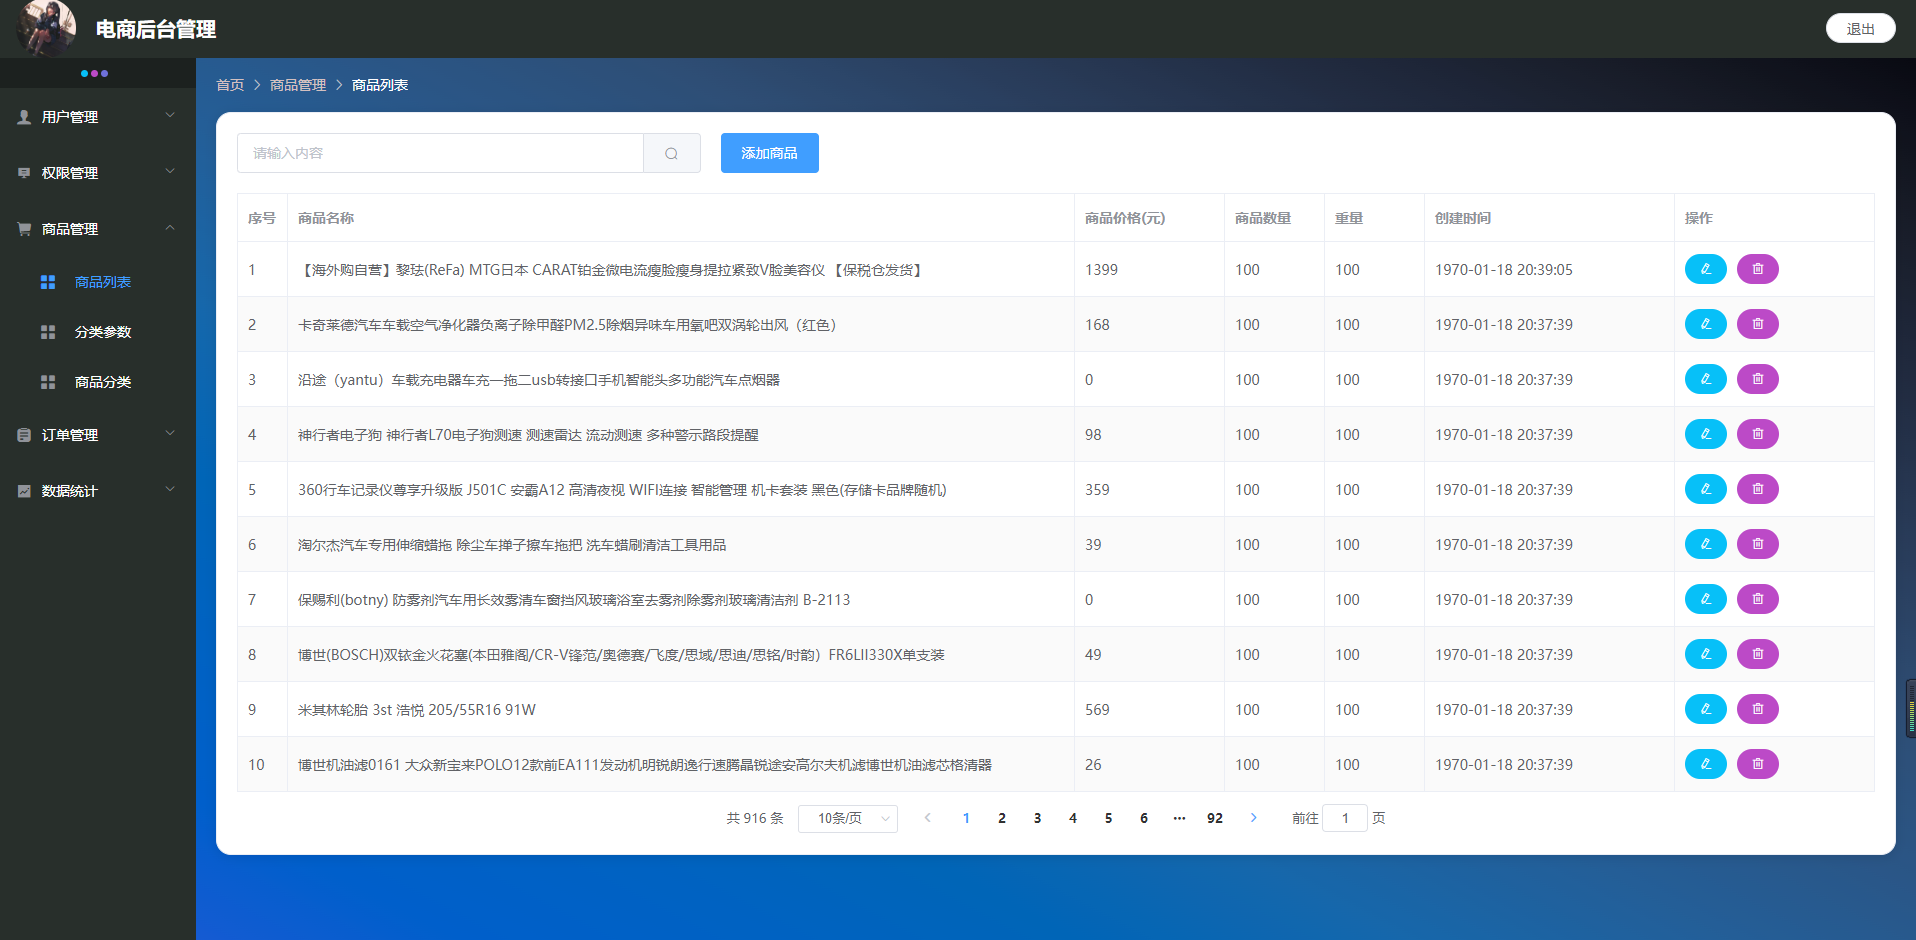 电商后台管理
退出
用户管理
权限管理
商品管理
商品列表
分类参数
商品分类
订单管理
数据统计
首页 > 商品管理 > 商品列表
请输入内容
添加商品
序号 商品名称 商品价格(元) 商品数量 重量 创建时间 操作
1 【海外购自营】黎珐(ReFa) MTG日本 CARAT铂金微电流瘦脸瘦身提拉紧致V脸美容仪 【保税仓发货】 1399 100 100 1970-01-18 20:39:05
2 卡奇莱德汽车车载空气净化器负离子除甲醛PM2.5除烟异味车用氧吧双涡轮出风（红色） 168 100 100 1970-01-18 20:37:39
3 沿途（yantu）车载充电器车充一拖二usb转接口手机智能头多功能汽车点烟器 0 100 100 1970-01-18 20:37:39
4 神行者电子狗 神行者L70电子狗测速 测速雷达 流动测速 多种警示路段提醒 98 100 100 1970-01-18 20:37:39
5 360行车记录仪尊享升级版 J501C 安霸A12 高清夜视 WIFI连接 智能管理 机卡套装 黑色(存储卡品牌随机) 359 100 100 1970-01-18 20:37:39
6 淘尔杰汽车专用伸缩蜡拖 除尘车掸子擦车拖把 洗车蜡刷清洁工具用品 39 100 100 1970-01-18 20:37:39
7 保赐利(botny) 防雾剂汽车用长效雾清车窗挡风玻璃浴室去雾剂除雾剂玻璃清洁剂 B-2113 0 100 100 1970-01-18 20:37:39
8 博世(BOSCH)双铱金火花塞(本田雅阁/CR-V锋范/奥德赛/飞度/思域/思迪/思铭/时韵）FR6LII330X单支装 49 100 100 1970-01-18 20:37:39
9 米其林轮胎 3st 浩悦 205/55R16 91W 569 100 100 1970-01-18 20:37:39
10 博世机油滤0161 大众新宝来POLO12款前EA111发动机明锐朗逸行速腾晶锐途安高尔夫机滤博世机油滤芯格清器 26 100 100 1970-01-18 20:37:39
共 916 条 10条/页 1 2 3 4 5 6 ··· 92 前往 1 页